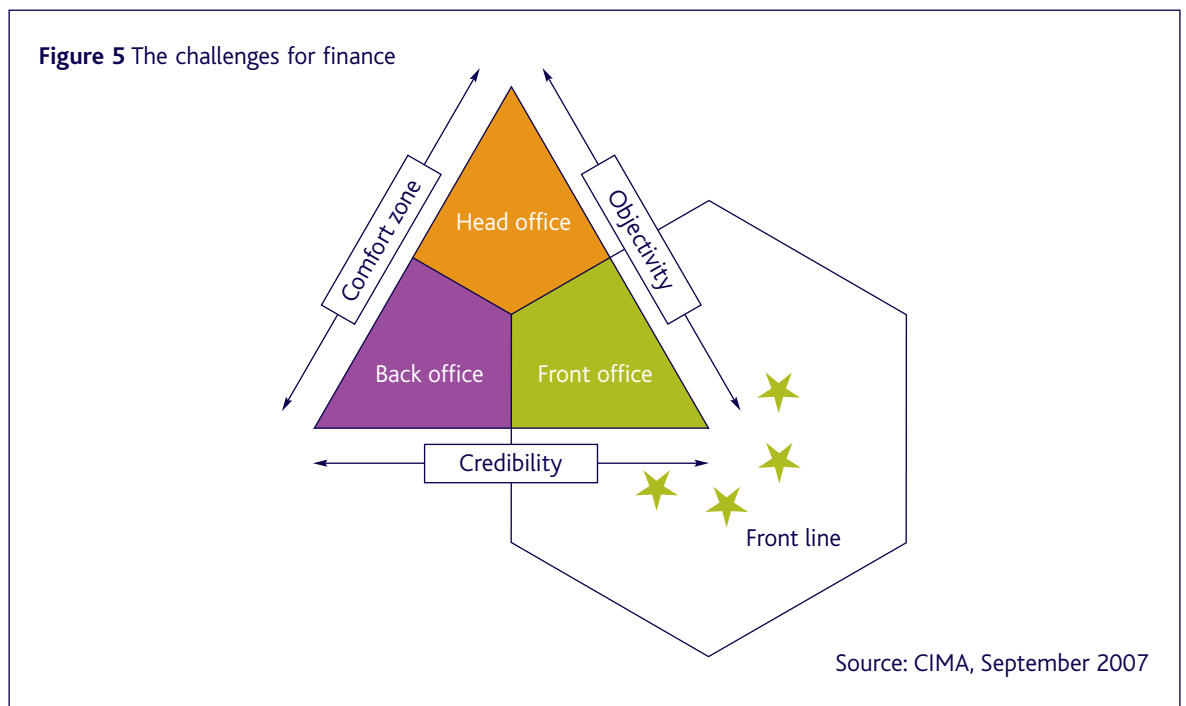 Figure 5 The challenges for finance
Comfort zone
Objectivity
Head office
Back office
Front office
Credibility
Front line
Source: CIMA, September 2007